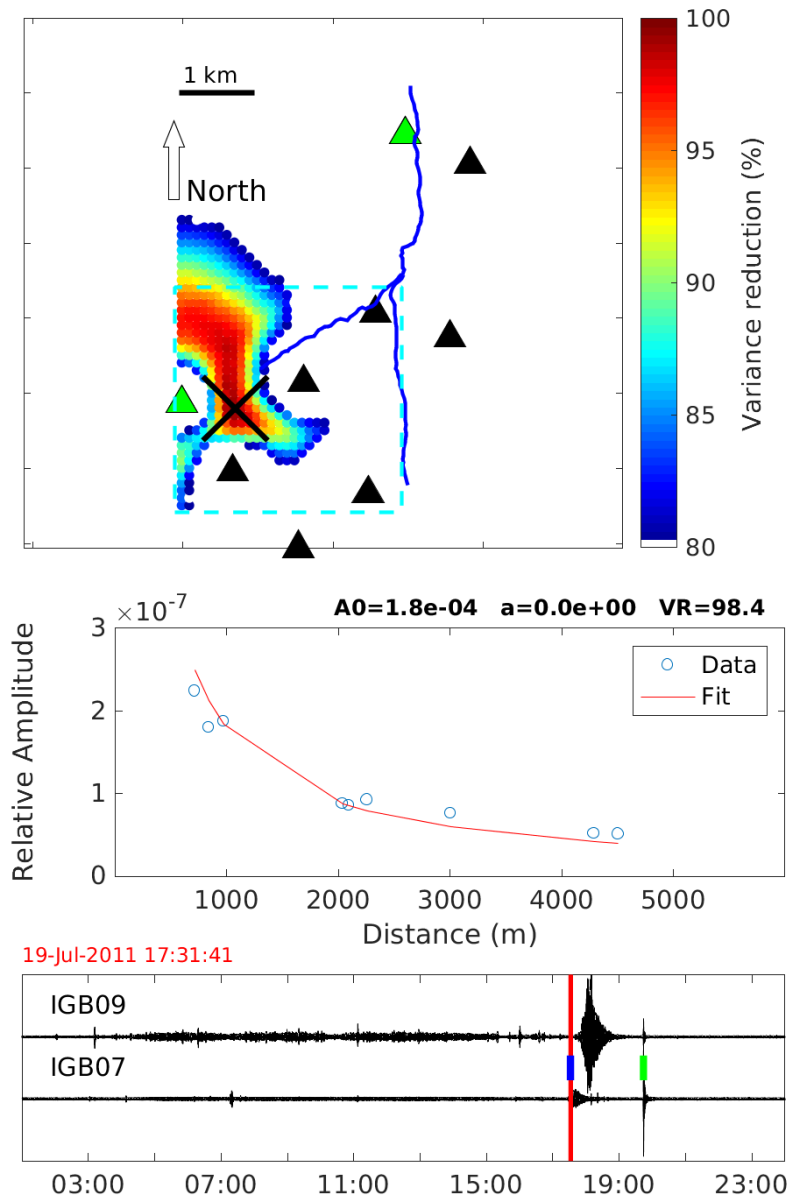 1 km
North
100
95
90
85
80
Variance reduction (%)
A0=1.8e-04 a=0.0e+00 VR=98.4
×10^-7
3
2
1
0
Relative Amplitude
Data
Fit
1000 2000 3000 4000 5000
Distance (m)
19-Jul-2011 17:31:41
IGB09
IGB07
03:00 07:00 11:00 15:00 19:00 23:00